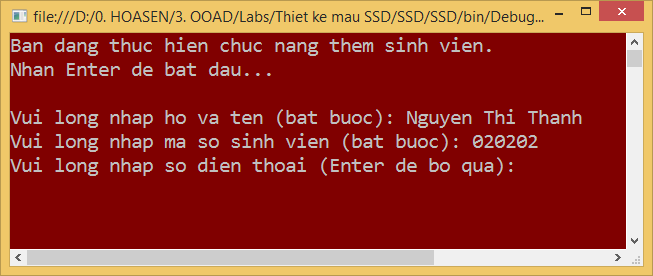 file:///D:/0. HOASEN/3. OOAD/Labs/Thiet ke mau SSD/SSD/SSD/bin/Debug...
Ban dang thuc hien chuc nang them sinh vien.
Nhan Enter de bat dau...
Vui long nhap ho va ten (bat buoc): Nguyen Thi Thanh
Vui long nhap ma so sinh vien (bat buoc): 020202
Vui long nhap so dien thoai (Enter de bo qua):